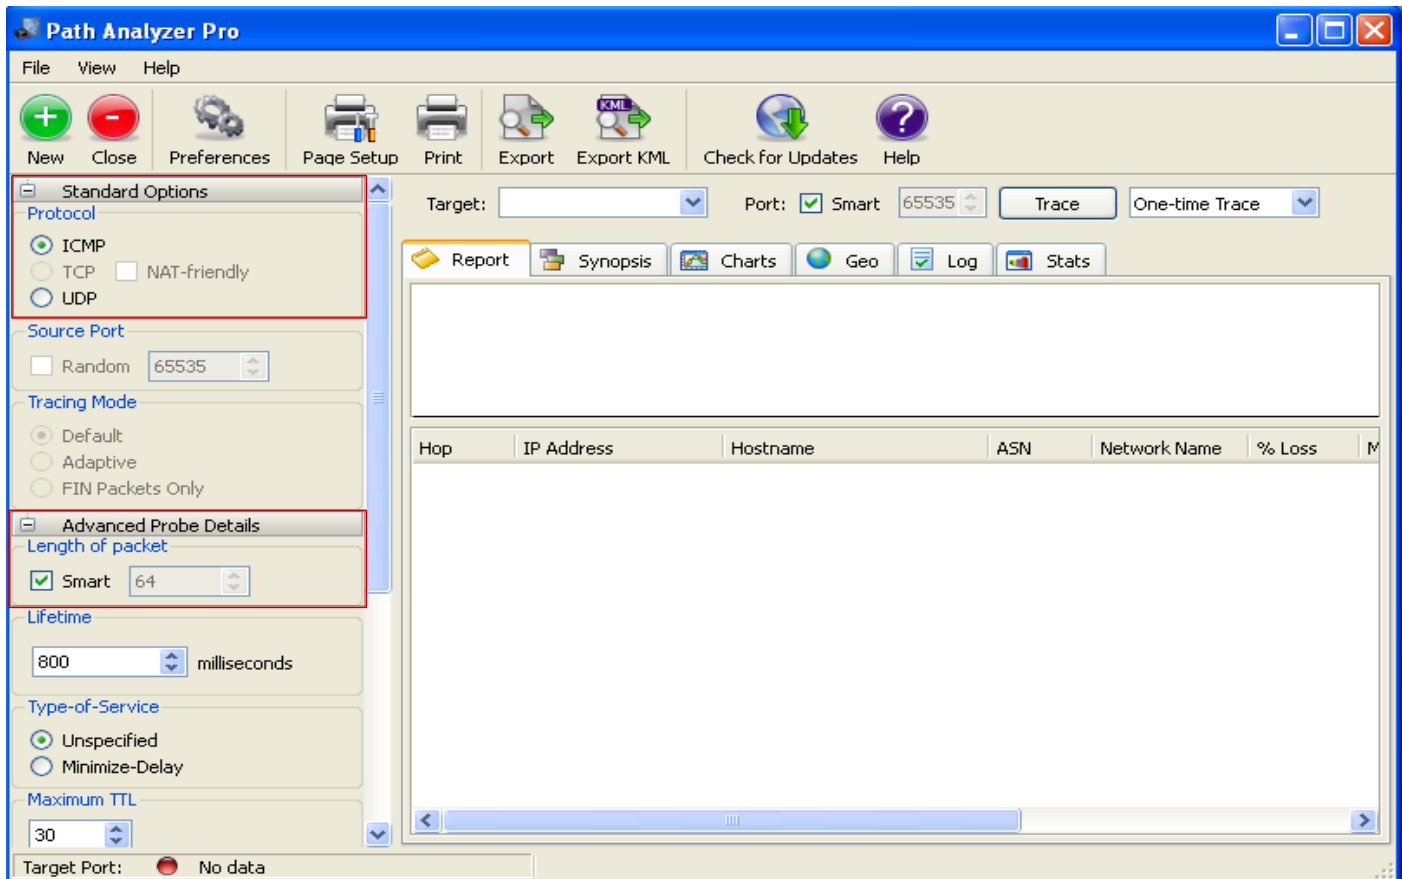 Path Analyzer Pro
File View Help
New Close Preferences Page Setup Print Export KML Export KML Check for Updates ? Help
Standard Options
Protocol
ICMP
TCP NAT-friendly
UDP
Source Port
Random 65535
Tracing Mode
Default
Adaptive
FIN Packets Only
Advanced Probe Details
Length of packet
Smart 64
Lifetime
800 milliseconds
Type-of-Service
Unspecified
Minimize-Delay
Maximum TTL
30
Target: Port: Smart 65535 Trace One-time Trace
Report Synopsis Charts Geo Log Stats
Hop IP Address Hostname ASN Network Name % Loss M
Target Port: No data